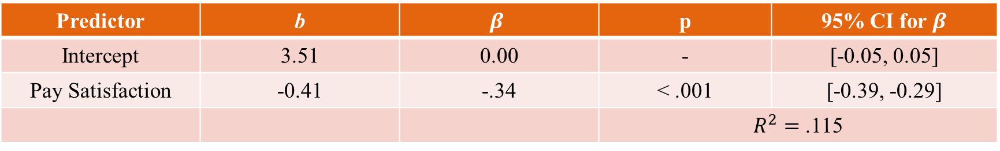 Predictor b β p 95% CI for β
Intercept 3.51 0.00 - [-0.05, 0.05]
Pay Satisfaction -0.41 -.34 < .001 [-0.39, -0.29]
R² = .115